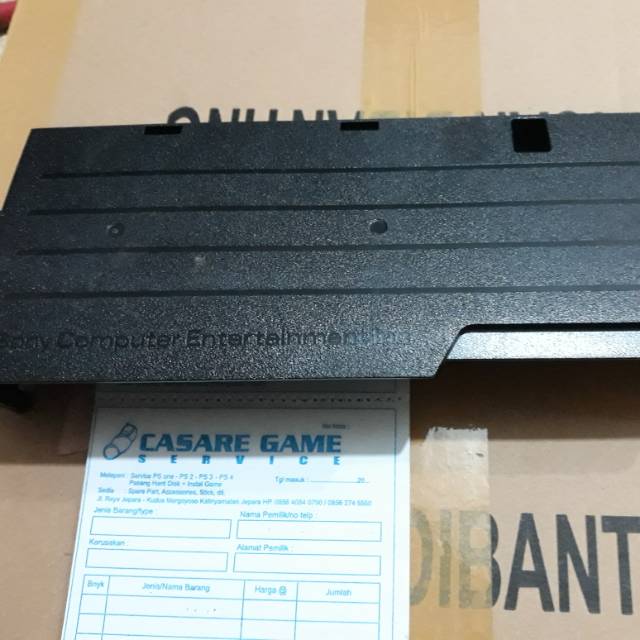 Sony Computer Entertainment Inc.
CASARE GAME
SERVICE
Melayani : Service PS one - PS 2 - PS 3 - PS 4
Pasang Hard Disk + Instal Game
Tgl masuk : 20
Sedia : Spare Part, Accessories, Stick, dll.
Jenis Barang/type :
Nama Pemilik/no telp :
Kerusakan :
Alamat Pemilik :
Bnyk Jenis/Nama Barang Harga @ Jumlah
DIBANT